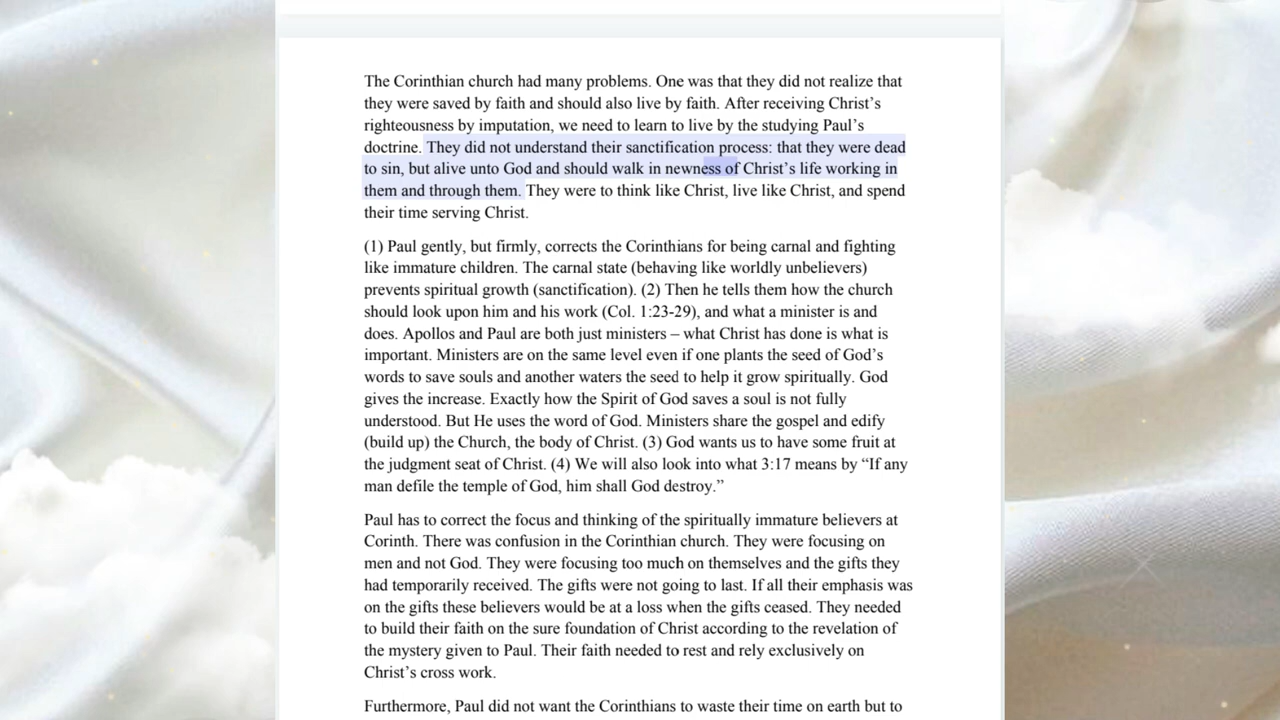 The Corinthian church had many problems. One was that they did not realize that
they were saved by faith and should also live by faith. After receiving Christ’s
righteousness by imputation, we need to learn to live by the studying Paul’s
doctrine. They did not understand their sanctification process: that they were dead
to sin, but alive unto God and should walk in newness of Christ’s life working in
them and through them. They were to think like Christ, live like Christ, and spend
their time serving Christ.
(1) Paul gently, but firmly, corrects the Corinthians for being carnal and fighting
like immature children. The carnal state (behaving like worldly unbelievers)
prevents spiritual growth (sanctification). (2) Then he tells them how the church
should look upon him and his work (Col. 1:23-29), and what a minister is and
does. Apollos and Paul are both just ministers – what Christ has done is what is
important. Ministers are on the same level even if one plants the seed of God’s
words to save souls and another waters the seed to help it grow spiritually. God
gives the increase. Exactly how the Spirit of God saves a soul is not fully
understood. But He uses the word of God. Ministers share the gospel and edify
(build up) the Church, the body of Christ. (3) God wants us to have some fruit at
the judgment seat of Christ. (4) We will also look into what 3:17 means by “If any
man defile the temple of God, him shall God destroy.”
Paul has to correct the focus and thinking of the spiritually immature believers at
Corinth. There was confusion in the Corinthian church. They were focusing on
men and not God. They were focusing too much on themselves and the gifts they
had temporarily received. The gifts were not going to last. If all their emphasis was
on the gifts these believers would be at a loss when the gifts ceased. They needed
to build their faith on the sure foundation of Christ according to the revelation of
the mystery given to Paul. Their faith needed to rest and rely exclusively on
Christ’s cross work.
Furthermore, Paul did not want the Corinthians to waste their time on earth but to